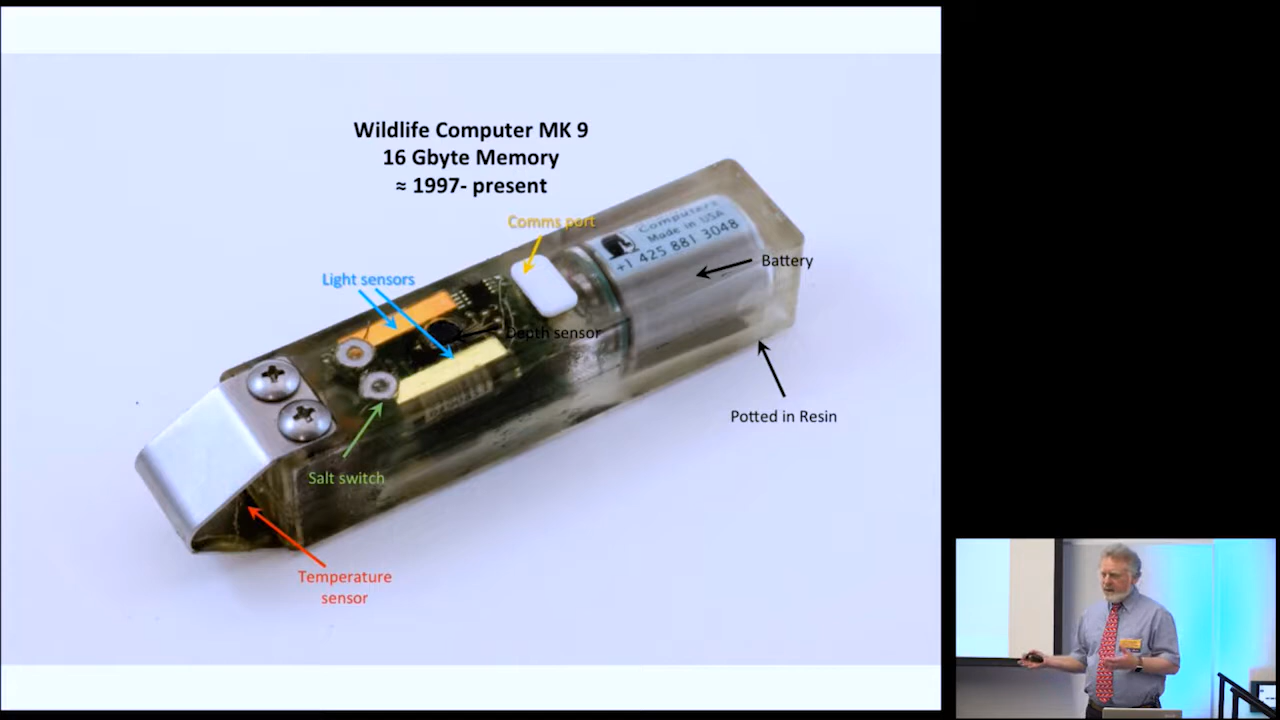 Wildlife Computer MK 9
16 Gbyte Memory
≈ 1997- present
Comms port
Computers
Made in USA
+1 425 881 3048
Battery
Light sensors
Depth sensor
Potted in Resin
Salt switch
Temperature
sensor